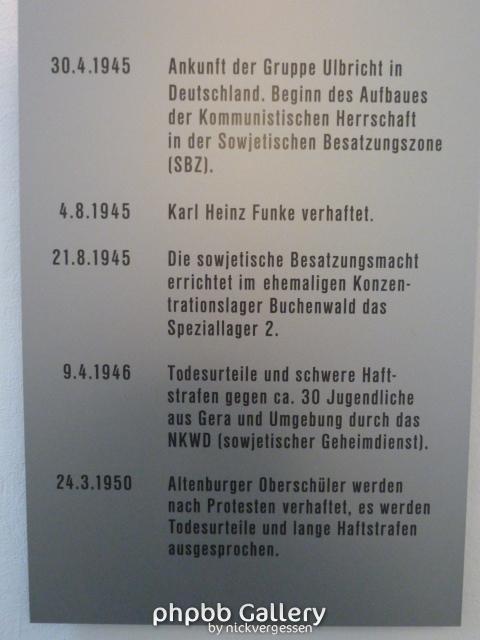 30.4.1945 Ankunft der Gruppe Ulbricht in
Deutschland. Beginn des Aufbaues
der Kommunistischen Herrschaft
in der Sowjetischen Besatzungszone
(SBZ).
4.8.1945 Karl Heinz Funke verhaftet.
21.8.1945 Die sowjetische Besatzungsmacht
errichtet im ehemaligen Konzen-
trationslager Buchenwald das
Speziallager 2.
9.4.1946 Todesurteile und schwere Haft-
strafen gegen ca. 30 Jugendliche
aus Gera und Umgebung durch das
NKWD (sowjetischer Geheimdienst).
24.3.1950 Altenburger Oberschüler werden
nach Protesten verhaftet, es werden
Todesurteile und lange Haftstrafen
ausgesprochen.
phpbb Gallery
by nickvergessen